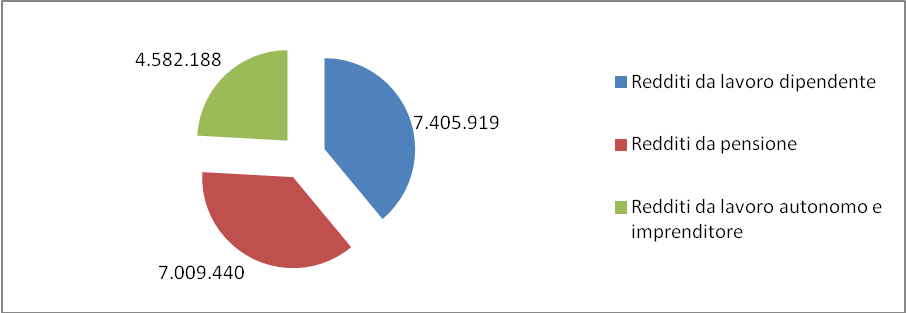 4.582.188
7.405.919
7.009.440
Redditi da lavoro dipendente
Redditi da pensione
Redditi da lavoro autonomo e
imprenditore